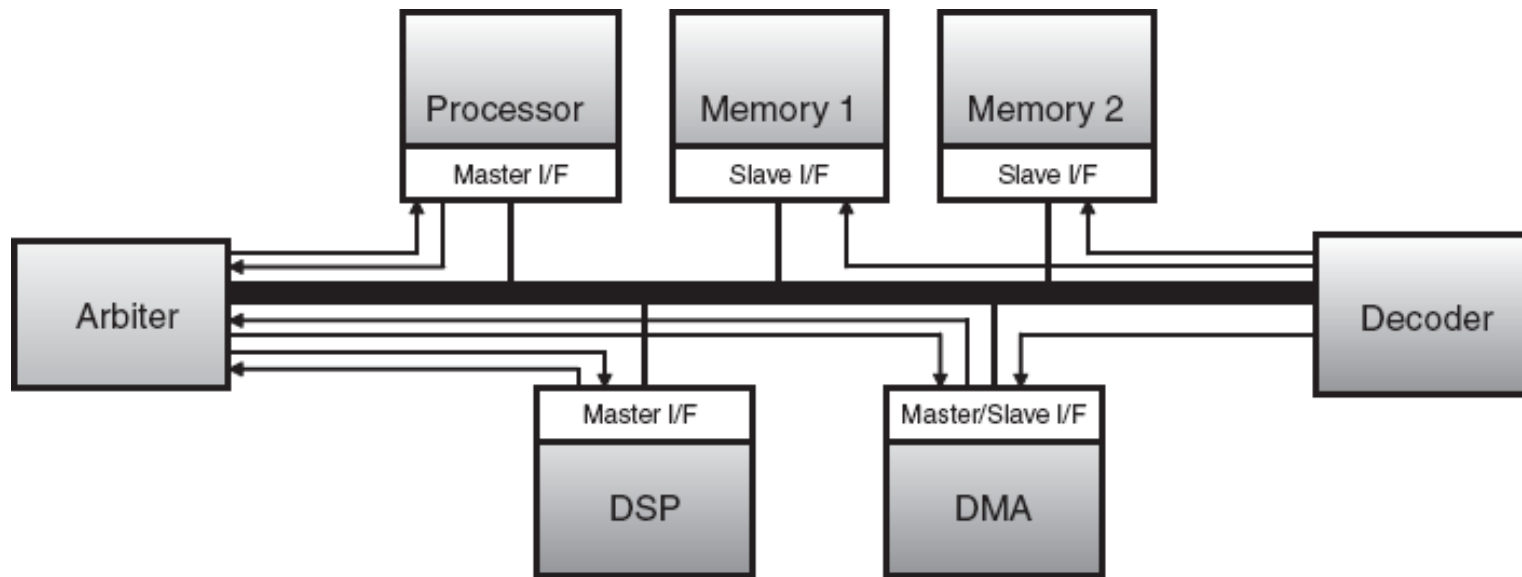 Processor
Master I/F
Memory 1
Slave I/F
Memory 2
Slave I/F
Arbiter
Decoder
Master I/F
DSP
Master/Slave I/F
DMA